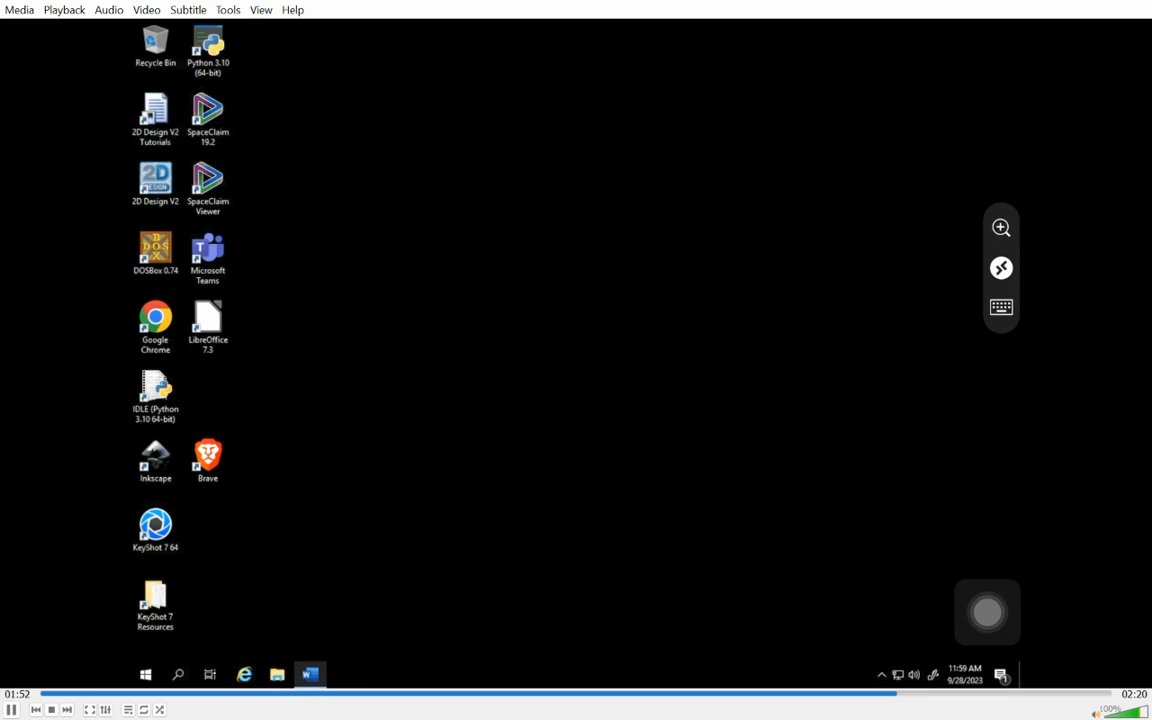 Media Playback Audio Video Subtitle Tools View Help
Recycle Bin
Python 3.10
(64-bit)
2D Design V2
Tutorials
SpaceClaim
19.2
2D
DESIGN
2D Design V2
SpaceClaim
Viewer
DOSBox 0.74
Microsoft
Teams
Google
Chrome
LibreOffice
7.3
IDLE (Python
3.10 64-bit)
Inkscape
Brave
KeyShot 7 64
KeyShot 7
Resources
11:59 AM
9/28/2023
01:52
02:20
100%